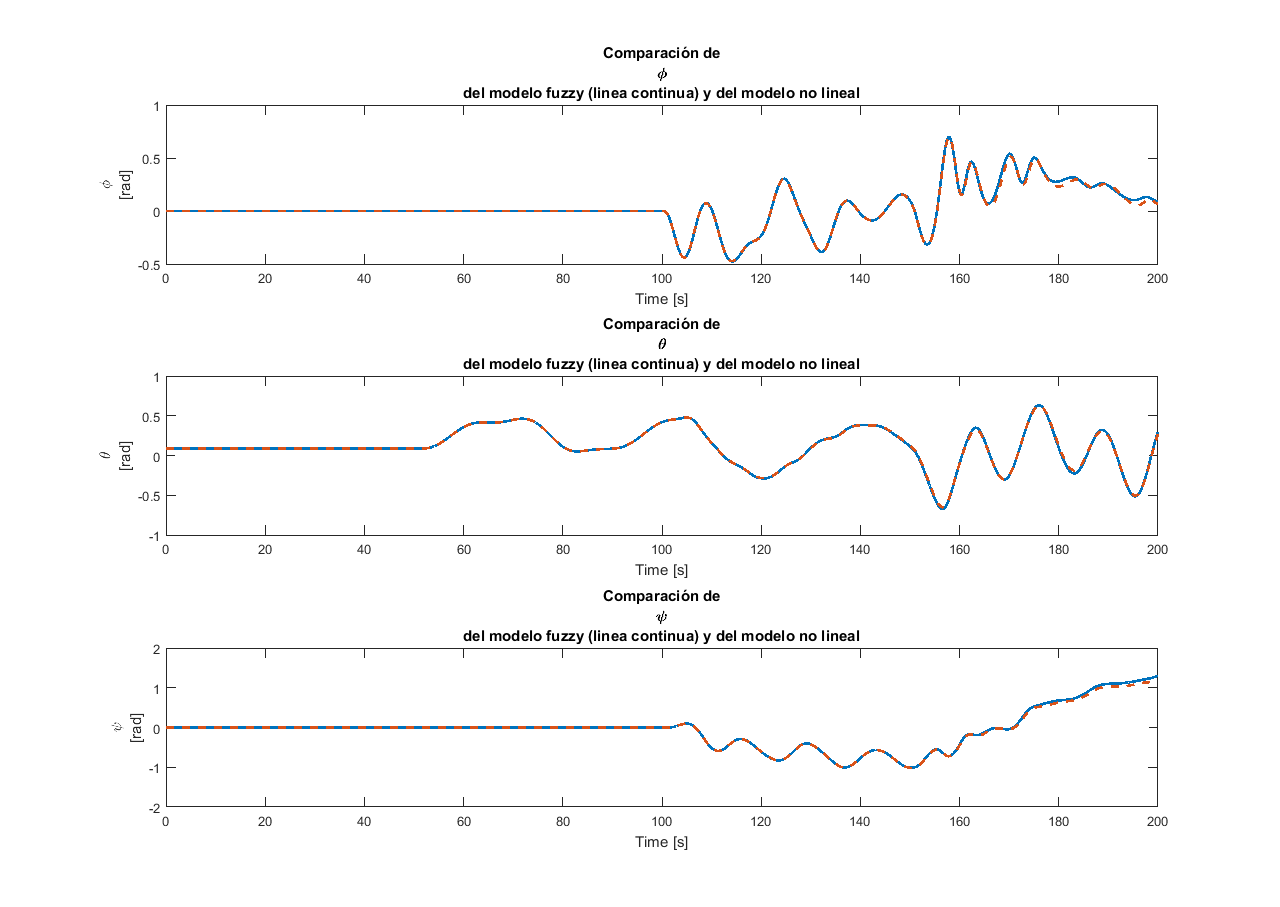 Comparación de
ϕ
del modelo fuzzy (linea continua) y del modelo no lineal
1
0.5
0
-0.5
ϕ
[rad]
0 20 40 60 80 100 120 140 160 180 200
Time [s]
Comparación de
θ
del modelo fuzzy (linea continua) y del modelo no lineal
1
0.5
0
-0.5
-1
θ
[rad]
0 20 40 60 80 100 120 140 160 180 200
Time [s]
Comparación de
ψ
del modelo fuzzy (linea continua) y del modelo no lineal
2
1
0
-1
-2
ψ
[rad]
0 20 40 60 80 100 120 140 160 180 200
Time [s]